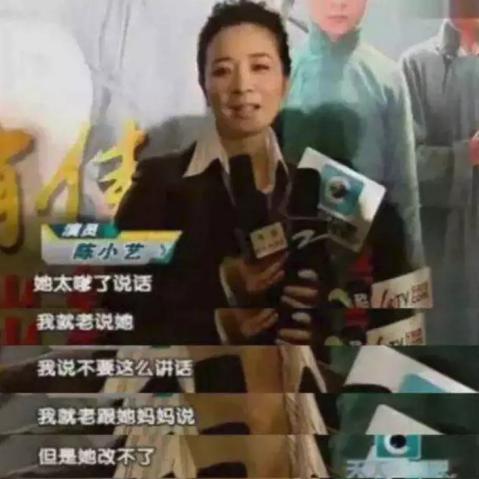 演员
陈小艺
她太嗲了说话
我就老说她
我说不要这么讲话
我就老跟她妈妈说
但是她改不了